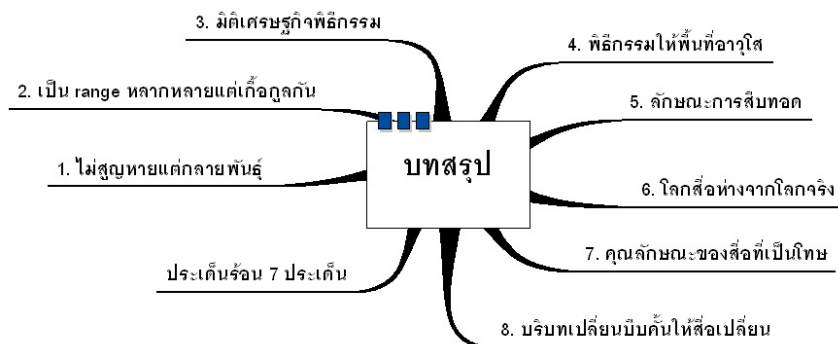 3. มิติเศรษฐกิจพิธีกรรม
4. พิธีกรรมให้พื้นที่อาวุโส
2. เป็น range หลากหลายแต่เกื้อกูลกัน
5. ลักษณะการสืบทอด
บทสรุป
1. ไม่สูญหายแต่กลายพันธุ์
6. โลกสื่อห่างจากโลกจริง
7. คุณลักษณะของสื่อที่เป็นโทษ
ประเด็นร้อน 7 ประเด็น
8. บริบทเปลี่ยนบีบคั้นให้สื่อเปลี่ยน